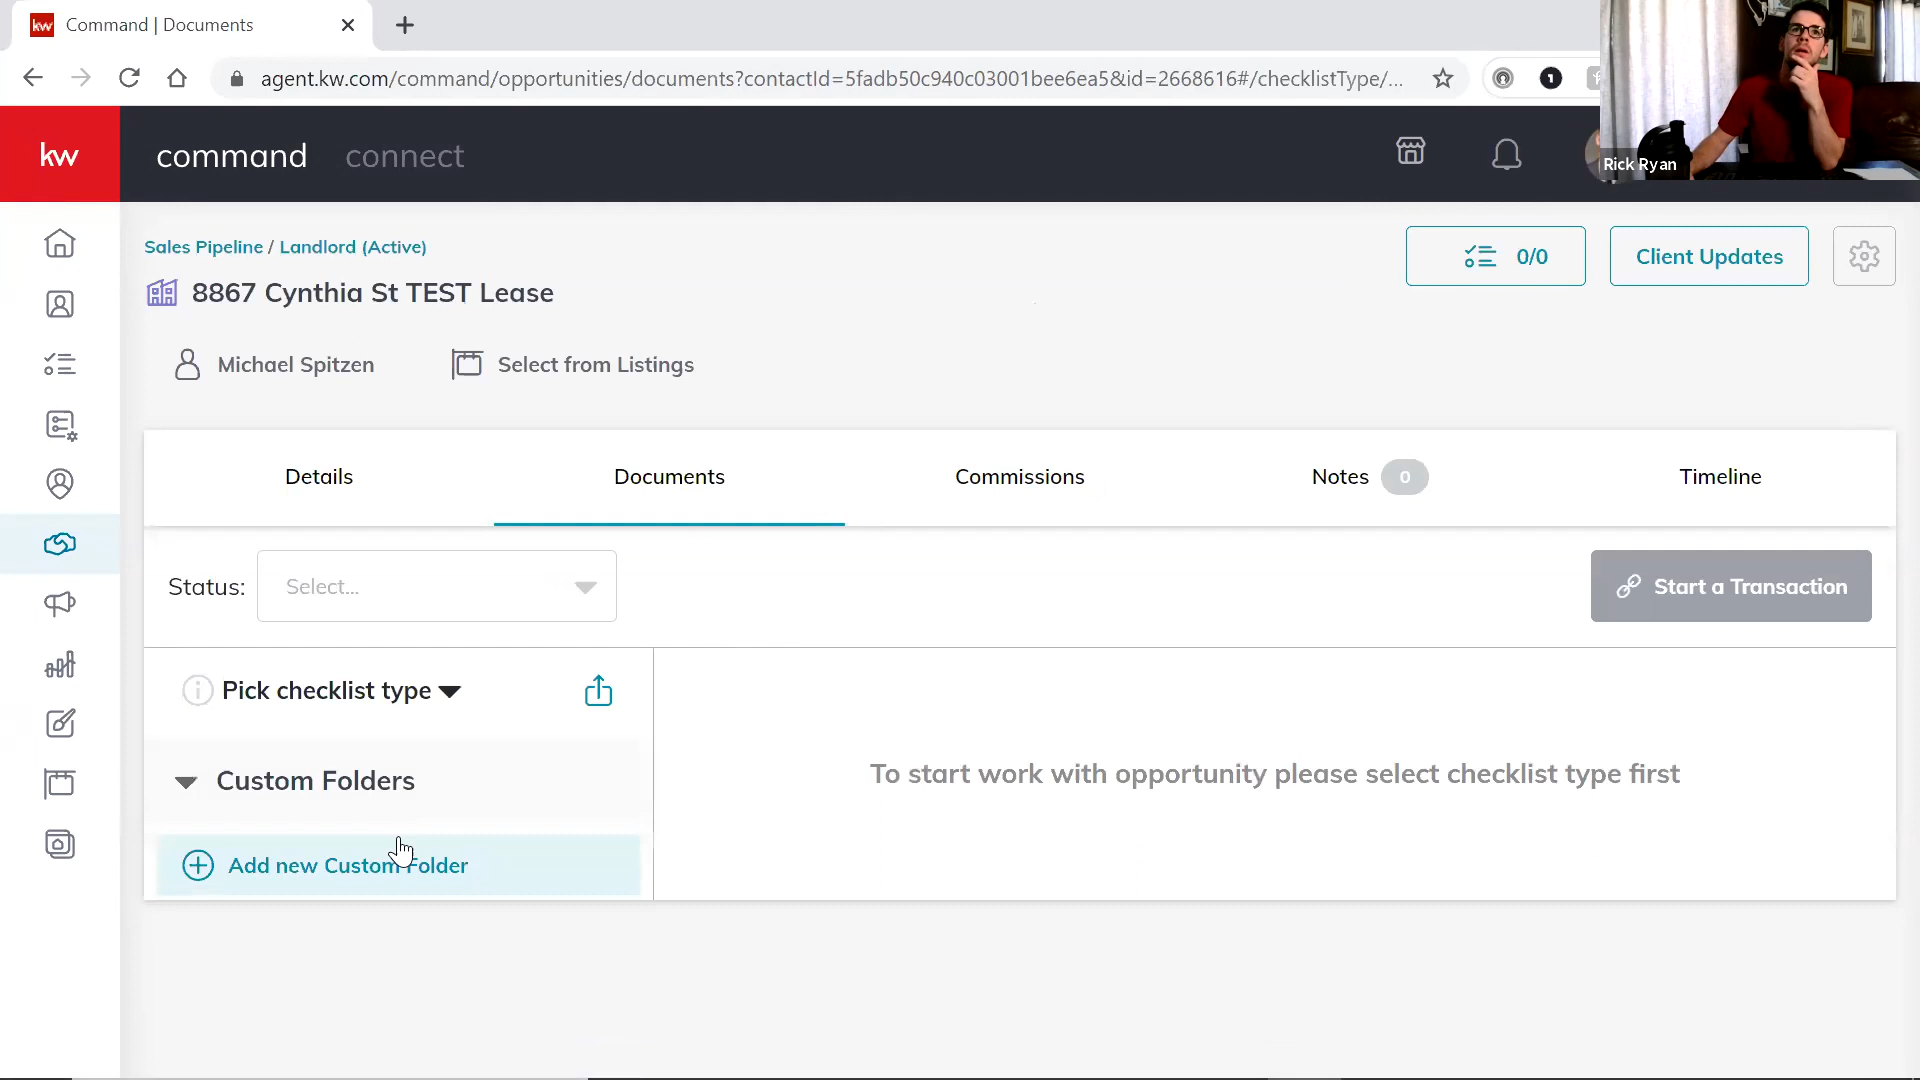 kw Command | Documents
agent.kw.com/command/opportunities/documents?contactId=5fadb50c940c03001bee6ea5&id=2668616#/checklistType/...
1
kw command connect
Rick Ryan
Sales Pipeline / Landlord (Active)
0/0
Client Updates
8867 Cynthia St TEST Lease
Michael Spitzen
Select from Listings
Details
Documents
Commissions
Notes 0
Timeline
Status: Select...
Start a Transaction
Pick checklist type
Custom Folders
To start work with opportunity please select checklist type first
Add new Custom Folder